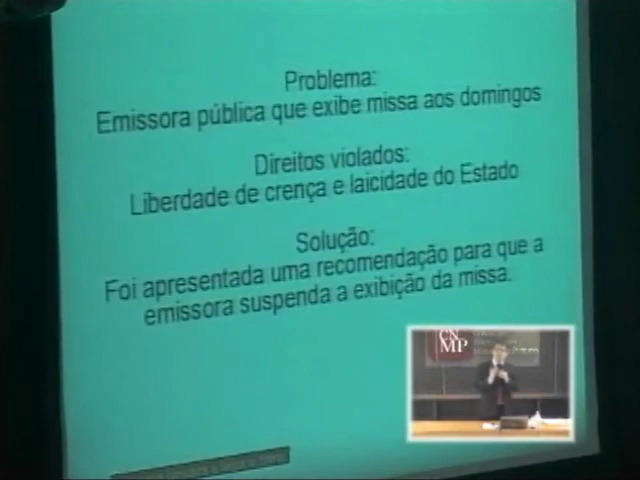 Problema:
Emissora pública que exibe missa aos domingos
Direitos violados:
Liberdade de crença e laicidade do Estado
Solução:
Foi apresentada uma recomendação para que a
emissora suspenda a exibição da missa.
CN
MP